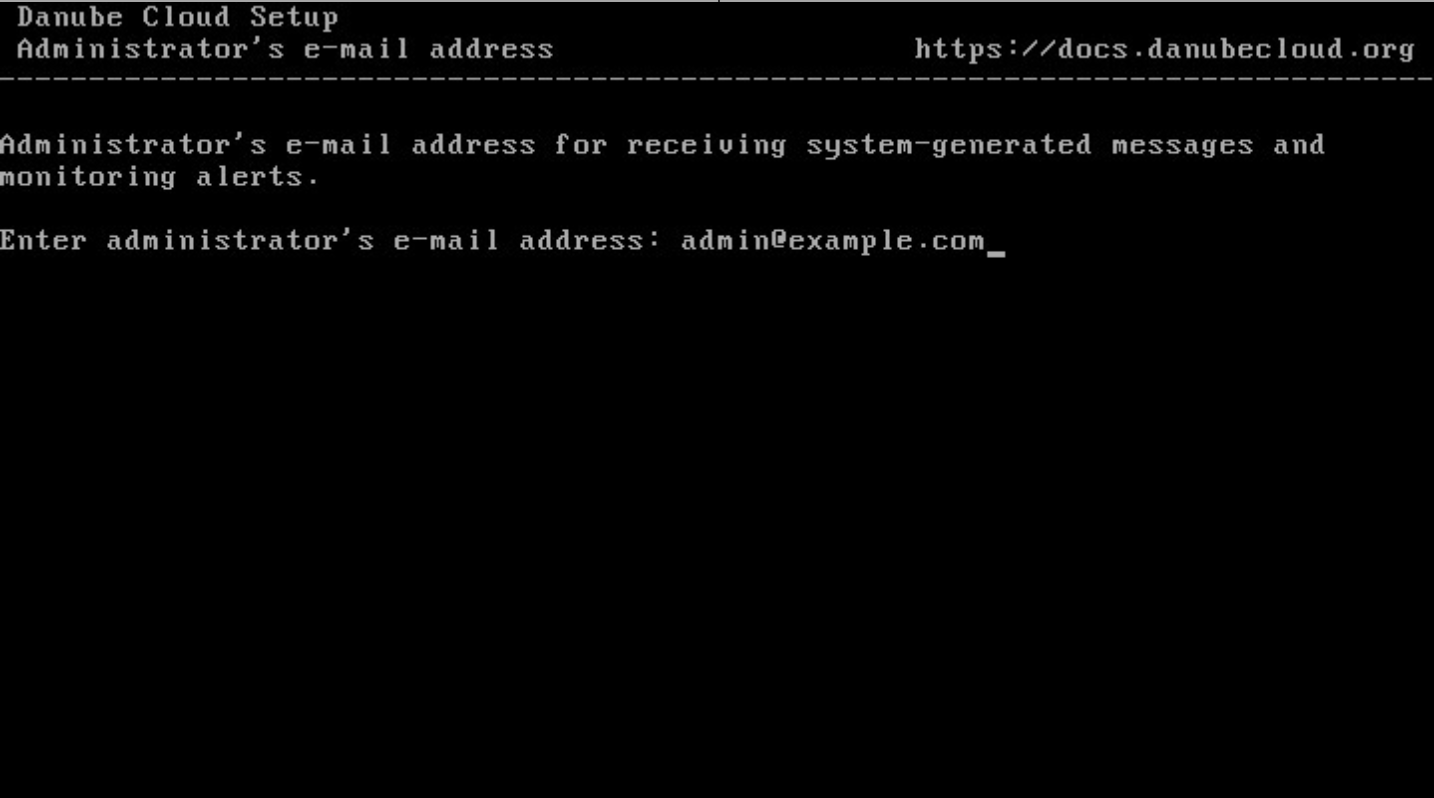 Danube Cloud Setup
Administrator's e-mail address https://docs.danubecloud.org
--------------------------------------------------------------------------------
Administrator's e-mail address for receiving system-generated messages and
monitoring alerts.
Enter administrator's e-mail address: admin@example.com_